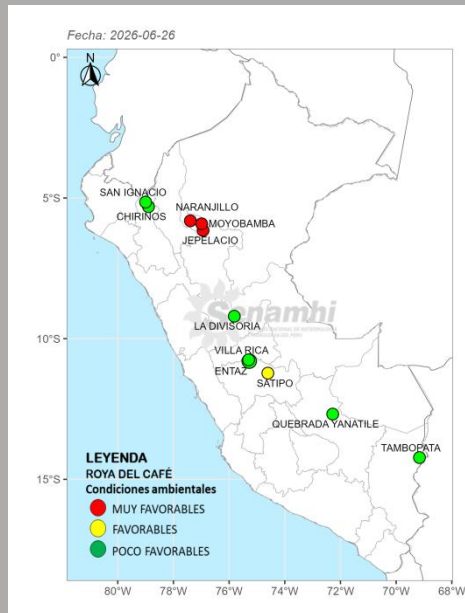 Fecha: 2026-06-26
N
0°
5°S
10°S
15°S
SAN IGNACIO
CHIRINOS
NARANJILLO
MOYOBAMBA
JEPELACIO
Senamhi
LA DIVISORIA
VILLA RICA
ENTAZ
SATIPO
QUEBRADA YANATILE
TAMBOPATA
LEYENDA
ROYA DEL CAFÉ
Condiciones ambientales
MUY FAVORABLES
FAVORABLES
POCO FAVORABLES
80°W
78°W
76°W
74°W
72°W
70°W
68°W